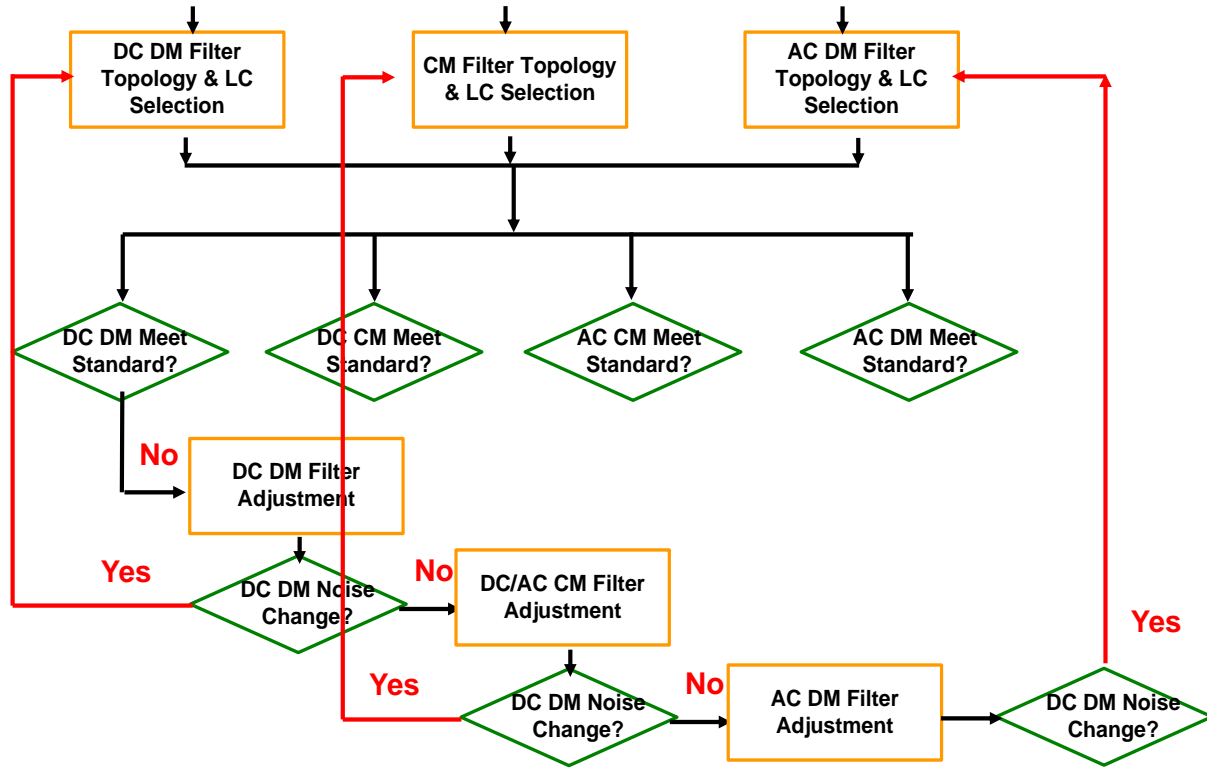 DC DM Filter
Topology & LC
Selection
CM Filter Topology
& LC Selection
AC DM Filter
Topology & LC
Selection
DC DM Meet
Standard?
DC CM Meet
Standard?
AC CM Meet
Standard?
AC DM Meet
Standard?
No
DC DM Filter
Adjustment
Yes
DC DM Noise
Change?
No
DC/AC CM Filter
Adjustment
Yes
DC DM Noise
Change?
No
AC DM Filter
Adjustment
Yes
DC DM Noise
Change?